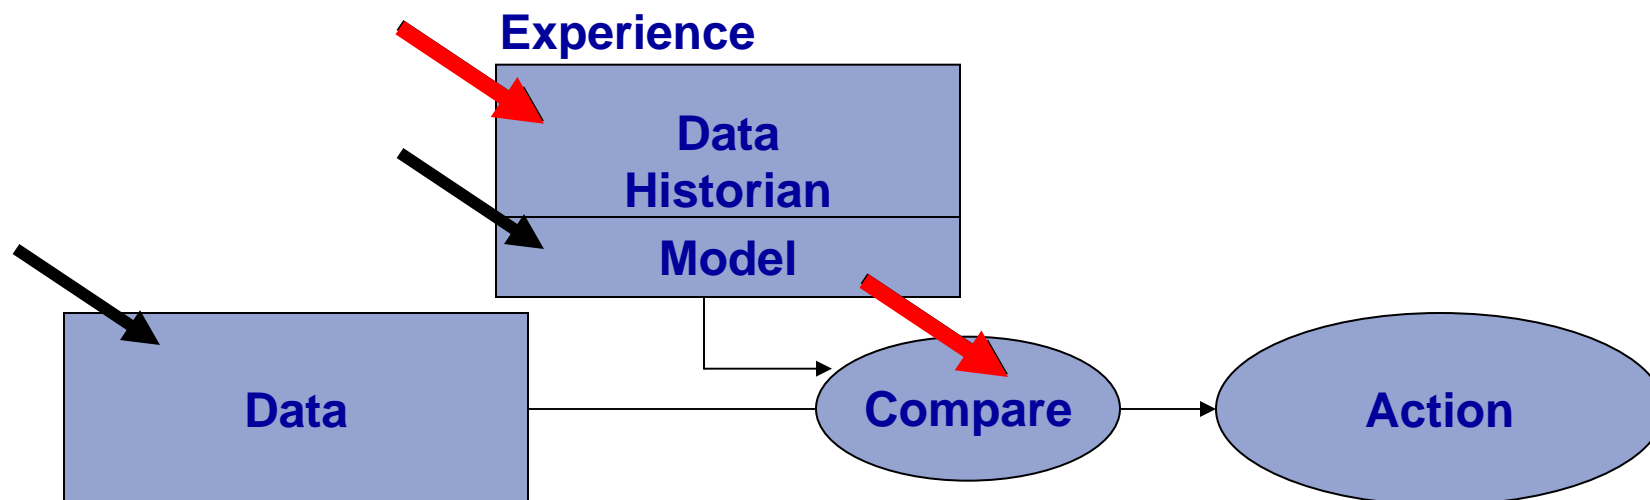 Experience
Data
Historian
Model
Data
Compare
Action